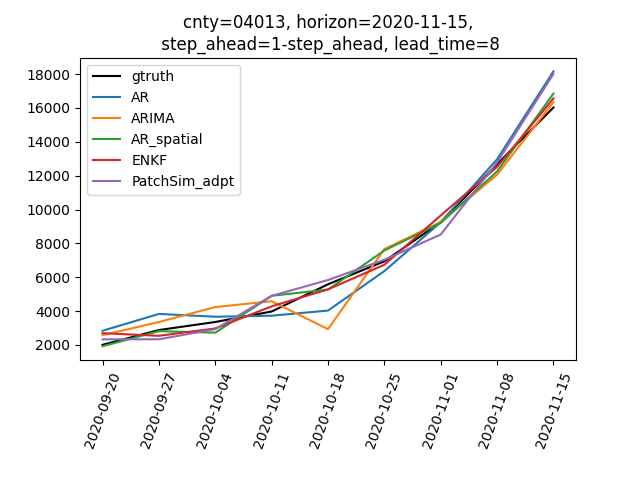 cnty=04013, horizon=2020-11-15,
step_ahead=1-step_ahead, lead_time=8
18000
16000
14000
12000
10000
8000
6000
4000
2000
gtruth
AR
ARIMA
AR_spatial
ENKF
PatchSim_adpt
2020-09-20
2020-09-27
2020-10-04
2020-10-11
2020-10-18
2020-10-25
2020-11-01
2020-11-08
2020-11-15